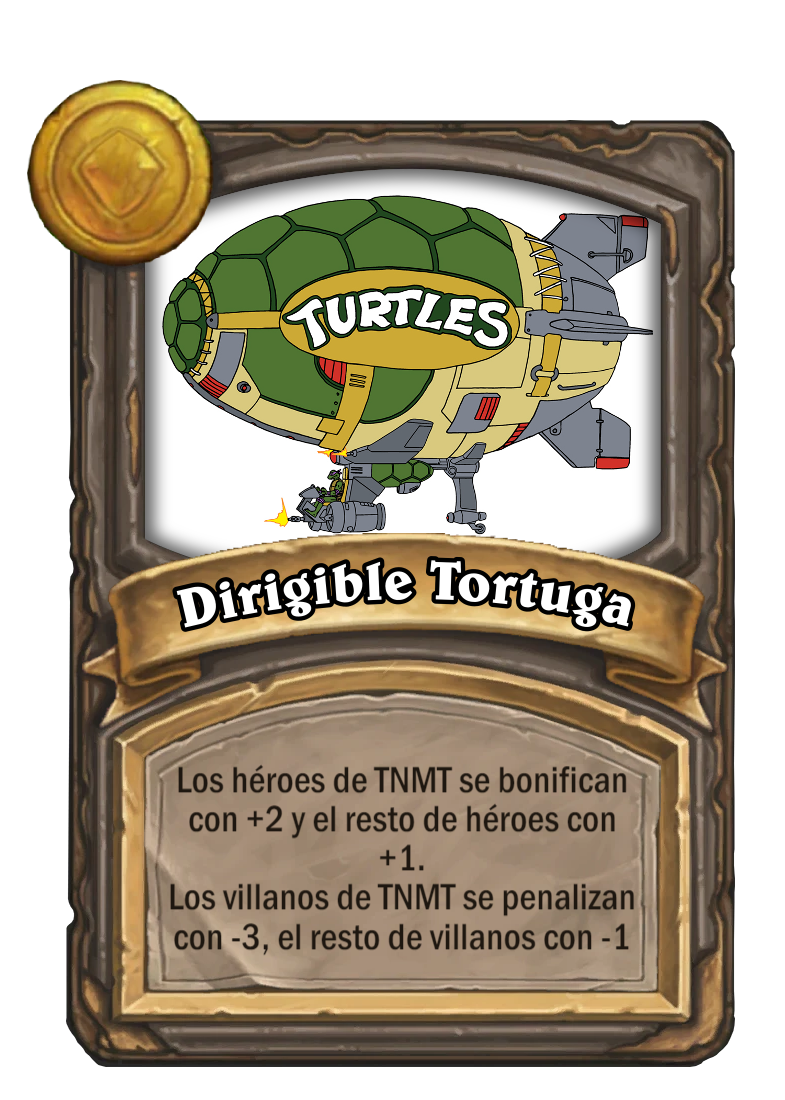 TURTLES
Dirigible Tortuga
Los héroes de TNMT se bonifican
con +2 y el resto de héroes con
+1.
Los villanos de TNMT se penalizan
con -3, el resto de villanos con -1